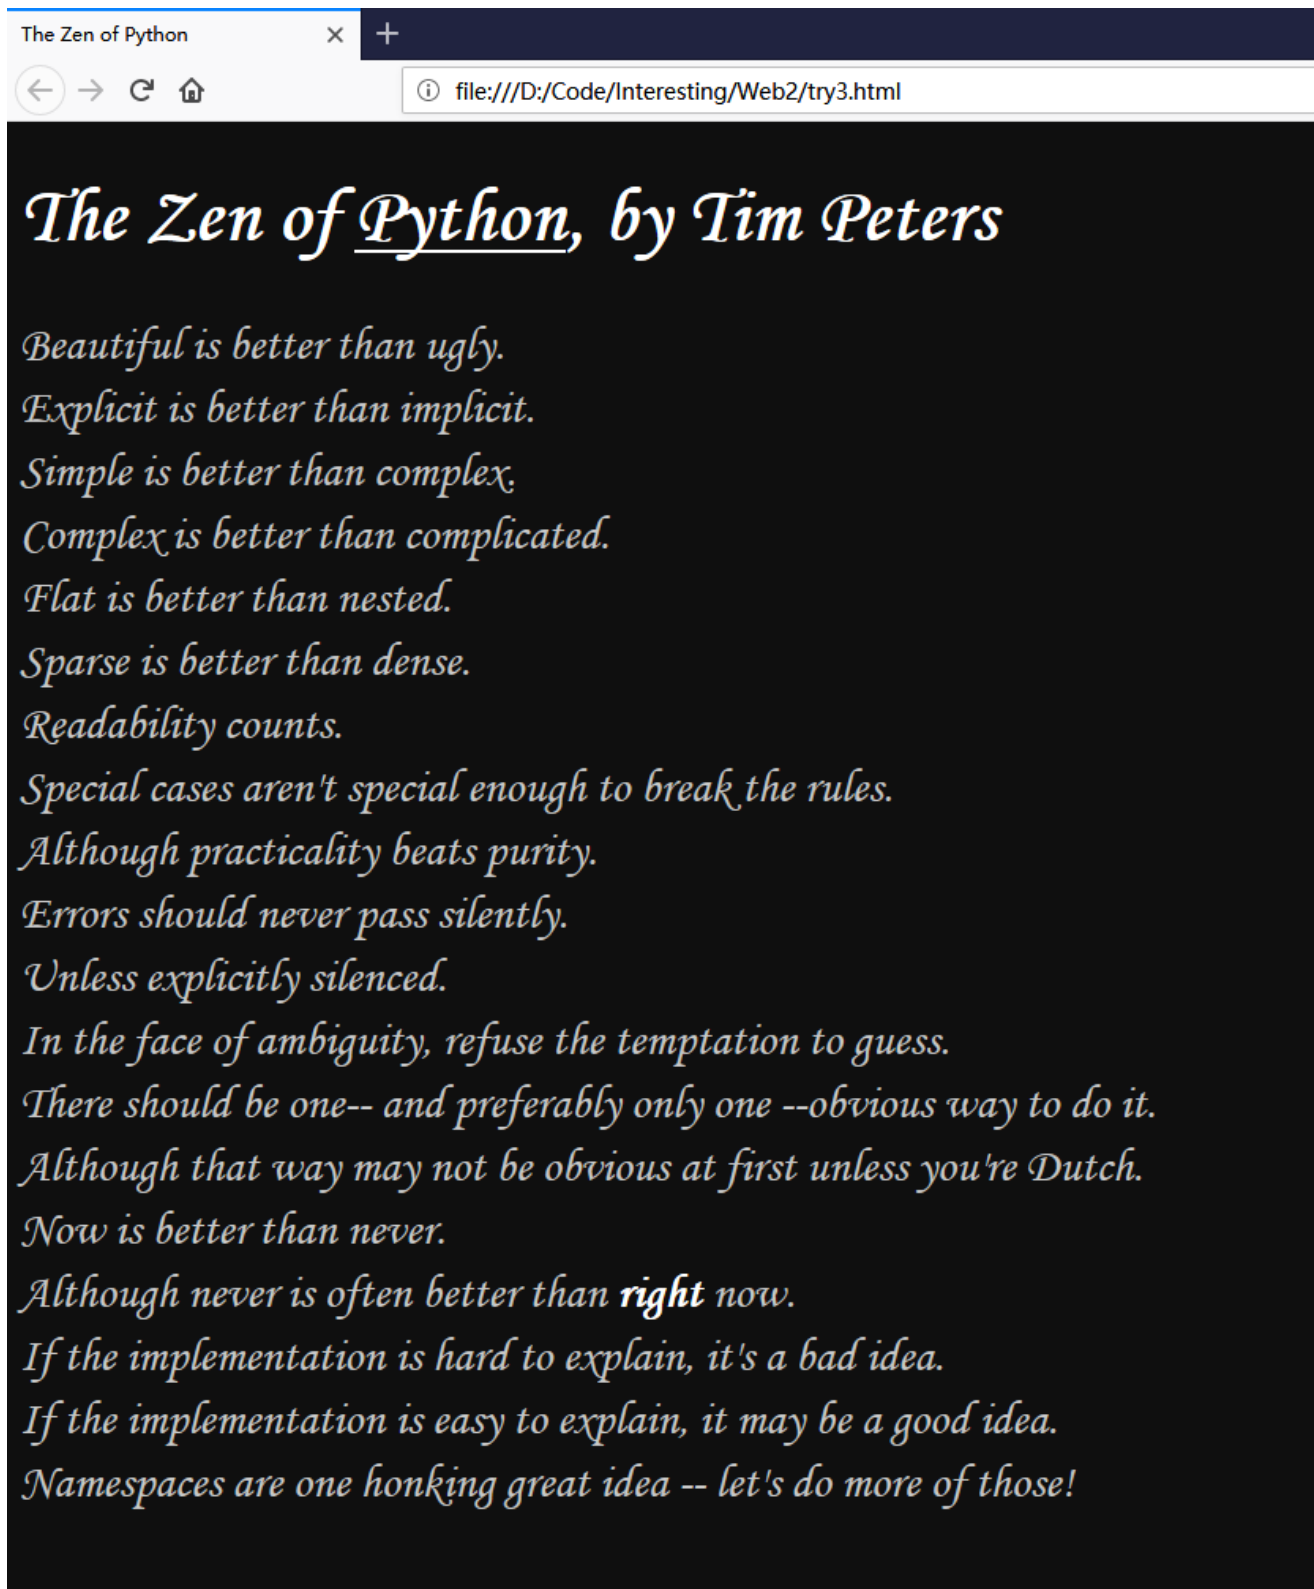 The Zen of Python
file:///D:/Code/Interesting/Web2/try3.html
The Zen of Python, by Tim Peters
Beautiful is better than ugly.
Explicit is better than implicit.
Simple is better than complex.
Complex is better than complicated.
Flat is better than nested.
Sparse is better than dense.
Readability counts.
Special cases aren't special enough to break the rules.
Although practicality beats purity.
Errors should never pass silently.
Unless explicitly silenced.
In the face of ambiguity, refuse the temptation to guess.
There should be one-- and preferably only one --obvious way to do it.
Although that way may not be obvious at first unless you're Dutch.
Now is better than never.
Although never is often better than right now.
If the implementation is hard to explain, it's a bad idea.
If the implementation is easy to explain, it may be a good idea.
Namespaces are one honking great idea -- let's do more of those!